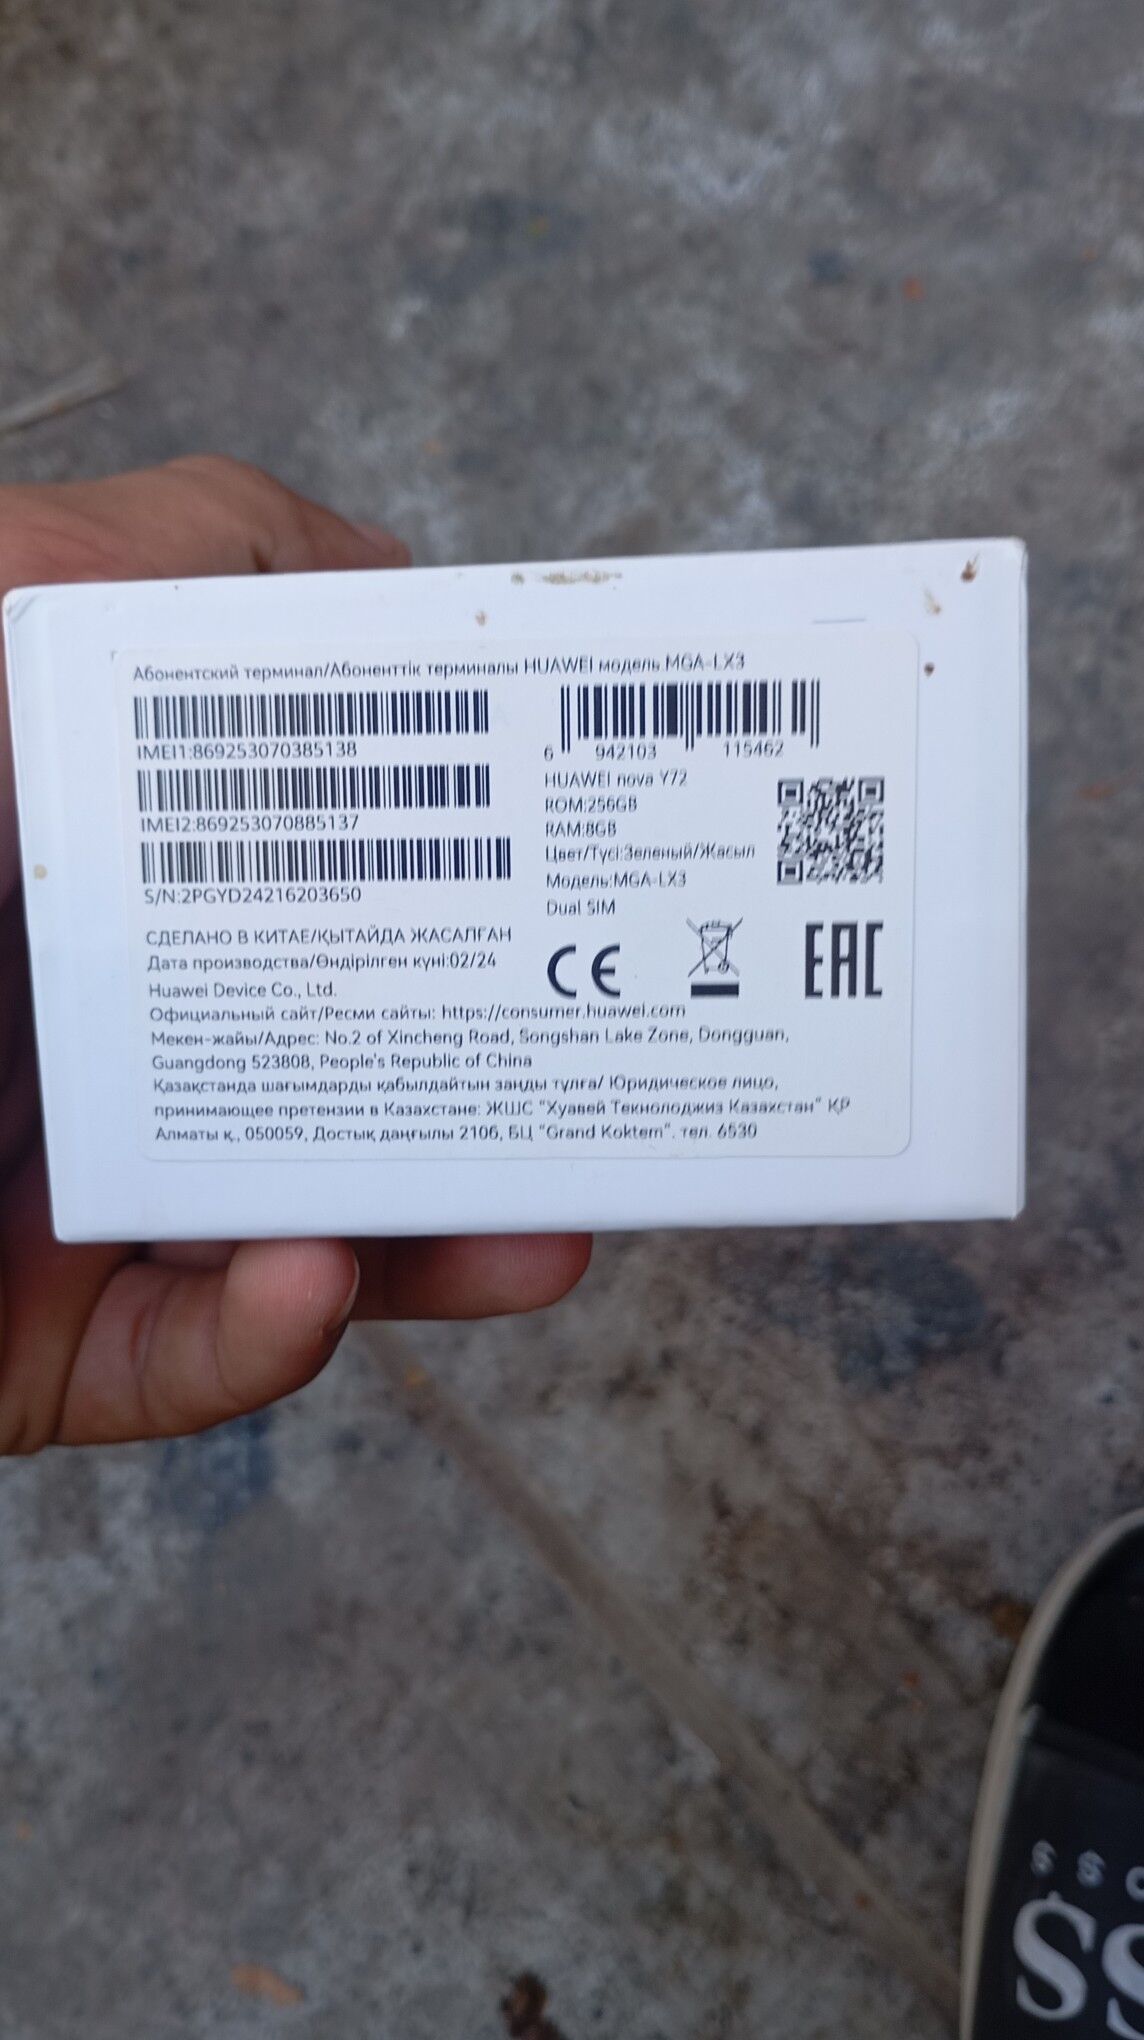 Абонентский терминал/Абоненттік терминалы HUAWEI модель MGA-LX3
IMEI1:869253070385138
6 942103 115462
IMEI2:869253070885137
S/N:2PGYD24216203650
HUAWEI nova Y72
ROM:256GB
RAM:8GB
Цвет/Түсі:Зеленый/Жасыл
Модель:MGA-LX3
Dual SIM
СДЕЛАНО В КИТАЕ/ҚЫТАЙДА ЖАСАЛҒАН
Дата производства/Өндірілген күні:02/24
Huawei Device Co., Ltd.
CE
EAC
Официальный сайт/Ресми сайты: https://consumer.huawei.com
Мекен-жайы/Адрес: No.2 of Xincheng Road, Songshan Lake Zone, Dongguan,
Guangdong 523808, People's Republic of China
Қазақстанда шағымдарды қабылдайтын заңды тұлға/ Юридическое лицо,
принимающее претензии в Казахстане: ЖШС "Хуавей Текнолоджиз Казахстан" ҚР
Алматы қ., 050059, Достық даңғылы 210б, БЦ "Grand Koktem". тел. 6530